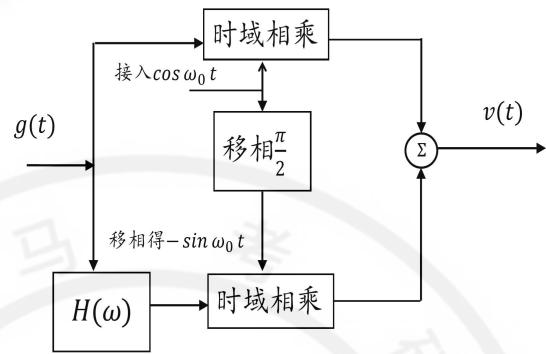 时域相乘
接入cos ω₀ t
g(t)
v(t)
移相π/2
Σ
移相得−sin ω₀ t
H(ω)
时域相乘